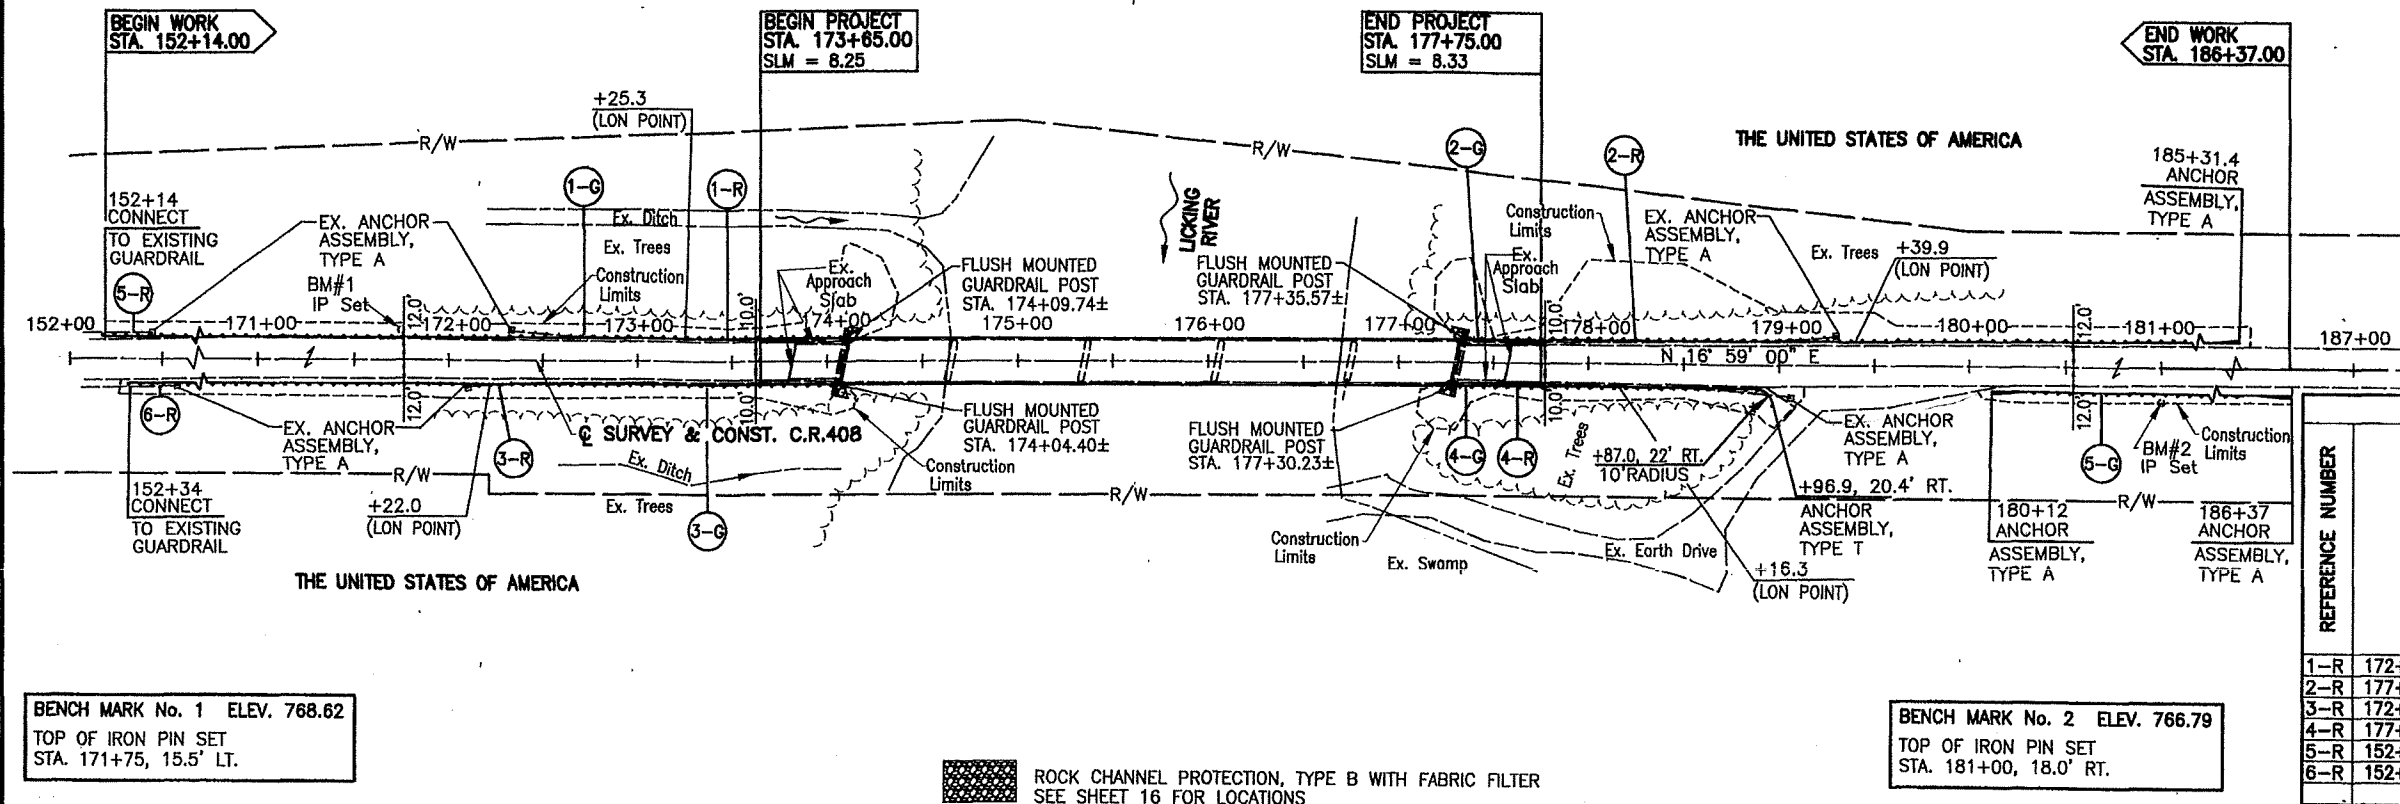 BEGIN WORK
STA. 152+14.00
BEGIN PROJECT
STA. 173+65.00
SLM = 8.25
END PROJECT
STA. 177+75.00
SLM = 8.33
END WORK
STA. 186+37.00
+25.3
(LON POINT)
R/W
R/W
THE UNITED STATES OF AMERICA
185+31.4
ANCHOR
ASSEMBLY,
TYPE A
152+14
CONNECT
TO EXISTING
GUARDRAIL
EX. ANCHOR
ASSEMBLY,
TYPE A
BM#1
IP Set
1-G
1-R
2-G
2-R
5-R
Ex. Ditch
Ex. Trees
Construction
Limits
Ex.
Approach
Slab
FLUSH MOUNTED
GUARDRAIL POST
STA. 174+09.74±
LICKING
RIVER
FLUSH MOUNTED
GUARDRAIL POST
STA. 177+35.57±
Construction
Limits
Ex.
Approach
Slab
EX. ANCHOR
ASSEMBLY,
TYPE A
Ex. Trees
+39.9
(LON POINT)
12.0'
10.0'
10.0'
12.0'
152+00
171+00
172+00
173+00
74+00
175+00
176+00
177+00
178+00
179+00
180+00
181+00
187+00
N 16° 59' 00" E
12.0'
10.0'
10.0'
12.0'
6-R
EX. ANCHOR
ASSEMBLY,
TYPE A
3-R
℄ SURVEY & CONST. C.R.408
FLUSH MOUNTED
GUARDRAIL POST
STA. 174+04.40±
Construction
Limits
FLUSH MOUNTED
GUARDRAIL POST
STA. 177+30.23±
4-G
4-R
Ex. Trees
+87.0, 22' RT.
10'RADIUS
EX. ANCHOR
ASSEMBLY,
TYPE A
5-G
BM#2
IP Set
Construction
Limits
R/W
Ex. Ditch
R/W
R/W
152+34
CONNECT
TO EXISTING
GUARDRAIL
+22.0
(LON POINT)
Ex. Trees
3-G
Construction
Limits
Ex. Swamp
Ex. Earth Drive
+96.9, 20.4' RT.
ANCHOR
ASSEMBLY,
TYPE T
+16.3
(LON POINT)
180+12
ANCHOR
ASSEMBLY,
TYPE A
186+37
ANCHOR
ASSEMBLY,
TYPE A
THE UNITED STATES OF AMERICA
REFERENCE NUMBER
1-R 172+
2-R 177+
3-R 172+
4-R 177+
5-R 152+
6-R 152+
BENCH MARK No. 1 ELEV. 768.62
TOP OF IRON PIN SET
STA. 171+75, 15.5' LT.
BENCH MARK No. 2 ELEV. 766.79
TOP OF IRON PIN SET
STA. 181+00, 18.0' RT.
ROCK CHANNEL PROTECTION, TYPE B WITH FABRIC FILTER
SEE SHEET 16 FOR LOCATIONS